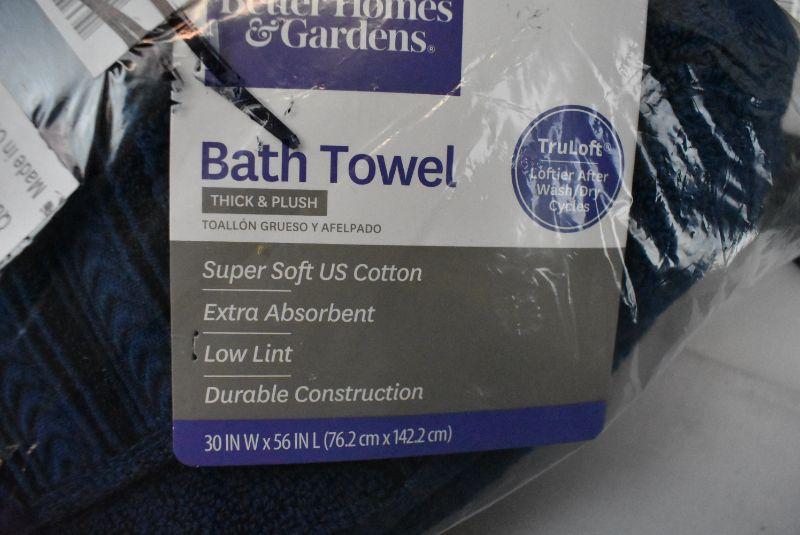 Better Homes
&Gardens®
Bath Towel
THICK & PLUSH
TOALLÓN GRUESO Y AFELPADO
TruLoft®
Loftier After
Wash/Dry
Cycles
Super Soft US Cotton
Extra Absorbent
Low Lint
Durable Construction
30 IN W x 56 IN L (76.2 cm x 142.2 cm)
Made in